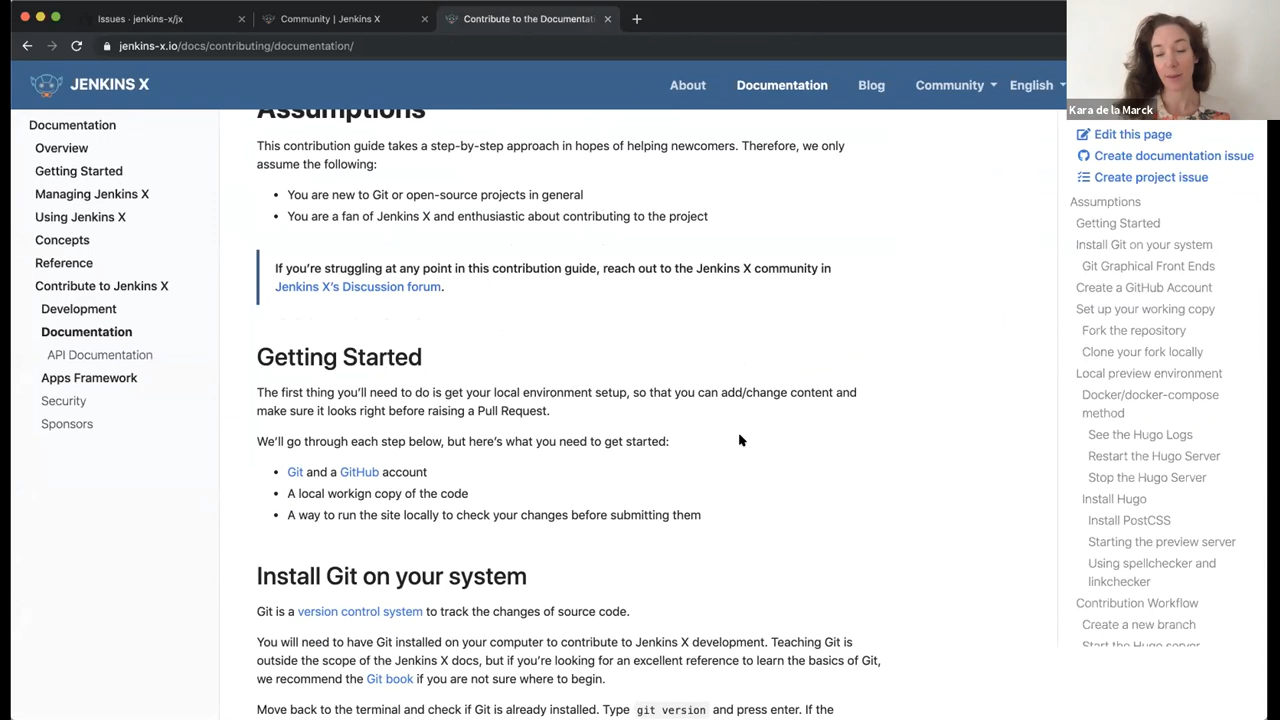 Issues · jenkins-x/jx
Community | Jenkins X
Contribute to the Documentat
jenkins-x.io/docs/contributing/documentation/
JENKINS X
About
Documentation
Blog
Community
English
Kara de la Marck
Documentation
Overview
Getting Started
Managing Jenkins X
Using Jenkins X
Concepts
Reference
Contribute to Jenkins X
Development
Documentation
API Documentation
Apps Framework
Security
Sponsors
Assumptions
This contribution guide takes a step-by-step approach in hopes of helping newcomers. Therefore, we only
assume the following:
• You are new to Git or open-source projects in general
• You are a fan of Jenkins X and enthusiastic about contributing to the project
If you're struggling at any point in this contribution guide, reach out to the Jenkins X community in
Jenkins X's Discussion forum.
Getting Started
The first thing you'll need to do is get your local environment setup, so that you can add/change content and
make sure it looks right before raising a Pull Request.
We'll go through each step below, but here's what you need to get started:
• Git and a GitHub account
• A local workign copy of the code
• A way to run the site locally to check your changes before submitting them
Install Git on your system
Git is a version control system to track the changes of source code.
You will need to have Git installed on your computer to contribute to Jenkins X development. Teaching Git is
outside the scope of the Jenkins X docs, but if you're looking for an excellent reference to learn the basics of Git,
we recommend the Git book if you are not sure where to begin.
Move back to the terminal and check if Git is already installed. Type git version and press enter. If the
Edit this page
Create documentation issue
Create project issue
Assumptions
Getting Started
Install Git on your system
Git Graphical Front Ends
Create a GitHub Account
Set up your working copy
Fork the repository
Clone your fork locally
Local preview environment
Docker/docker-compose
method
See the Hugo Logs
Restart the Hugo Server
Stop the Hugo Server
Install Hugo
Install PostCSS
Starting the preview server
Using spellchecker and
linkchecker
Contribution Workflow
Create a new branch
Start the Hugo server